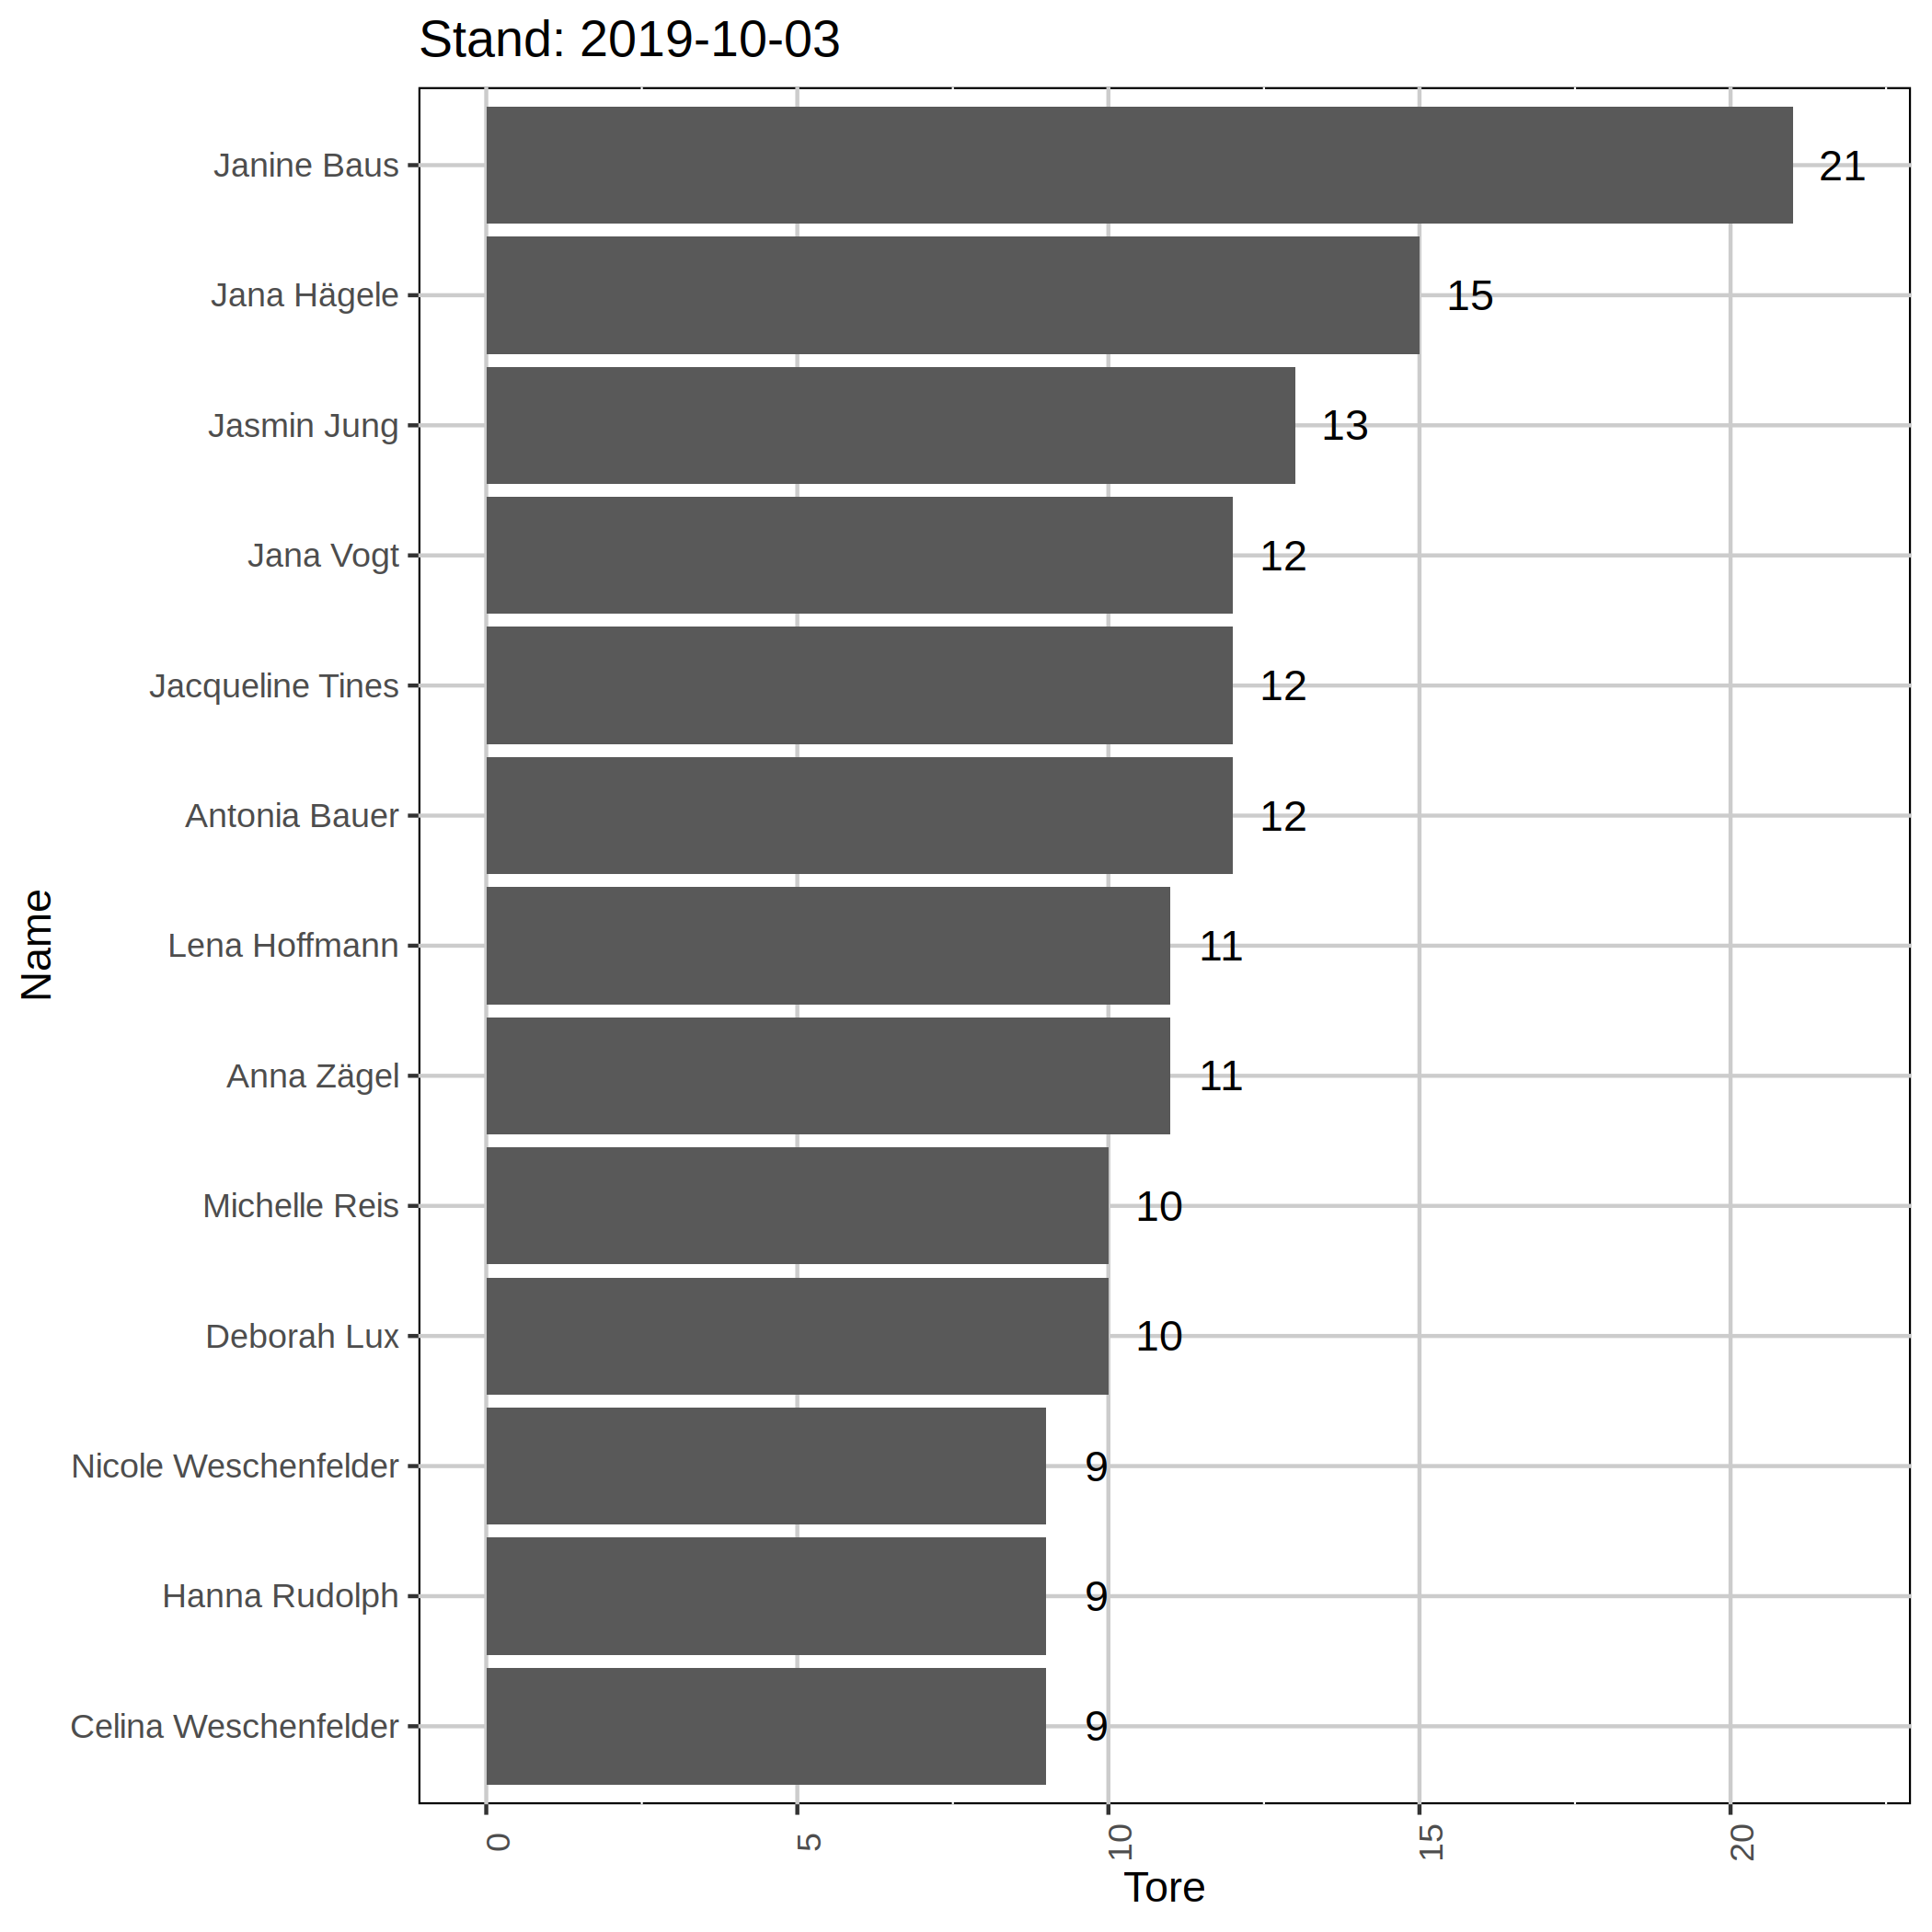 Stand: 2019-10-03
Name
Janine Baus 21
Jana Hägele 15
Jasmin Jung 13
Jana Vogt 12
Jacqueline Tines 12
Antonia Bauer 12
Lena Hoffmann 11
Anna Zägel 11
Michelle Reis 10
Deborah Lux 10
Nicole Weschenfelder 9
Hanna Rudolph 9
Celina Weschenfelder 9
0 5 10 15 20
Tore